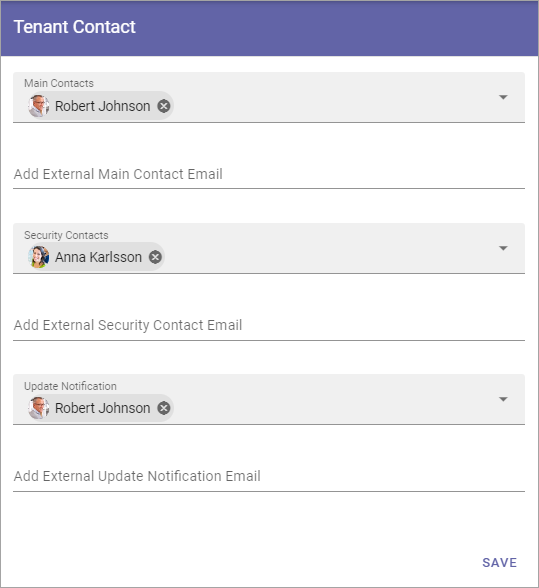 Tenant Contact
Main Contacts
Robert Johnson
Add External Main Contact Email
Security Contacts
Anna Karlsson
Add External Security Contact Email
Update Notification
Robert Johnson
Add External Update Notification Email
SAVE